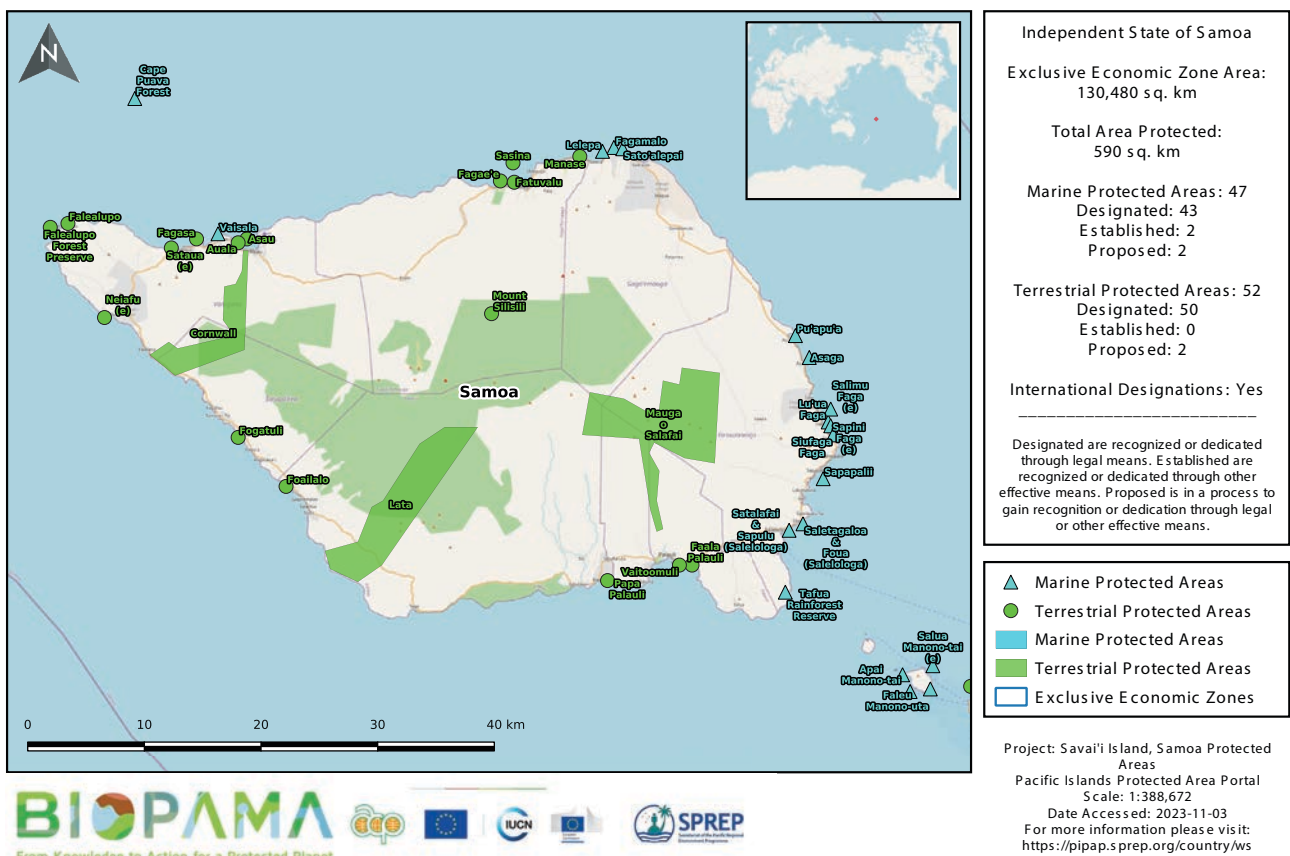 N
Cape
Puava
Forest
Lelepa
Fagamalo
Sato'alepai
Sasina
Manase
Fagae'e
Fatuvalu
Falealupo
Falealupo
Forest
Preserve
Fagasa
Vaisala
Auala
Asau
Sataua
(e)
Neiafu
(e)
Mount
Silisili
Cornwall
Samoa
Pu'apu'a
Asaga
Salimu
Faga
(e)
Lu'ua
Faga
Sapini
Faga
(e)
Siufaga
Faga
Mauga
o
Salafai
Sapapalii
Fogatuli
Foailalo
Lata
Satalafai
&
Sapulu
(Salelologa)
Saletagaloa
&
Foua
(Salelologa)
Faala
Palauli
Vaitoomuli
Papa
Palauli
Tafua
Rainforest
Reserve
Salua
Manono-tai
(e)
Apai
Manono-tai
Faleu
Manono-uta
0 10 20 30 40 km
Independent State of Samoa
Exclusive Economic Zone Area:
130,480 sq. km
Total Area Protected:
590 sq. km
Marine Protected Areas: 47
Designated: 43
Established: 2
Proposed: 2
Terrestrial Protected Areas: 52
Designated: 50
Established: 0
Proposed: 2
International Designations: Yes
Designated are recognized or dedicated
through legal means. Established are
recognized or dedicated through other
effective means. Proposed is in a process to
gain recognition or dedication through legal
or other effective means.
Marine Protected Areas
Terrestrial Protected Areas
Marine Protected Areas
Terrestrial Protected Areas
Exclusive Economic Zones
Project: Savai'i Island, Samoa Protected
Areas
Pacific Islands Protected Area Portal
Scale: 1:388,672
Date Accessed: 2023-11-03
For more information please visit:
https://pipap.sprep.org/country/ws
BIOPAMA
From Knowledge to Action for a Protected Planet
acp
IUCN
SPREP